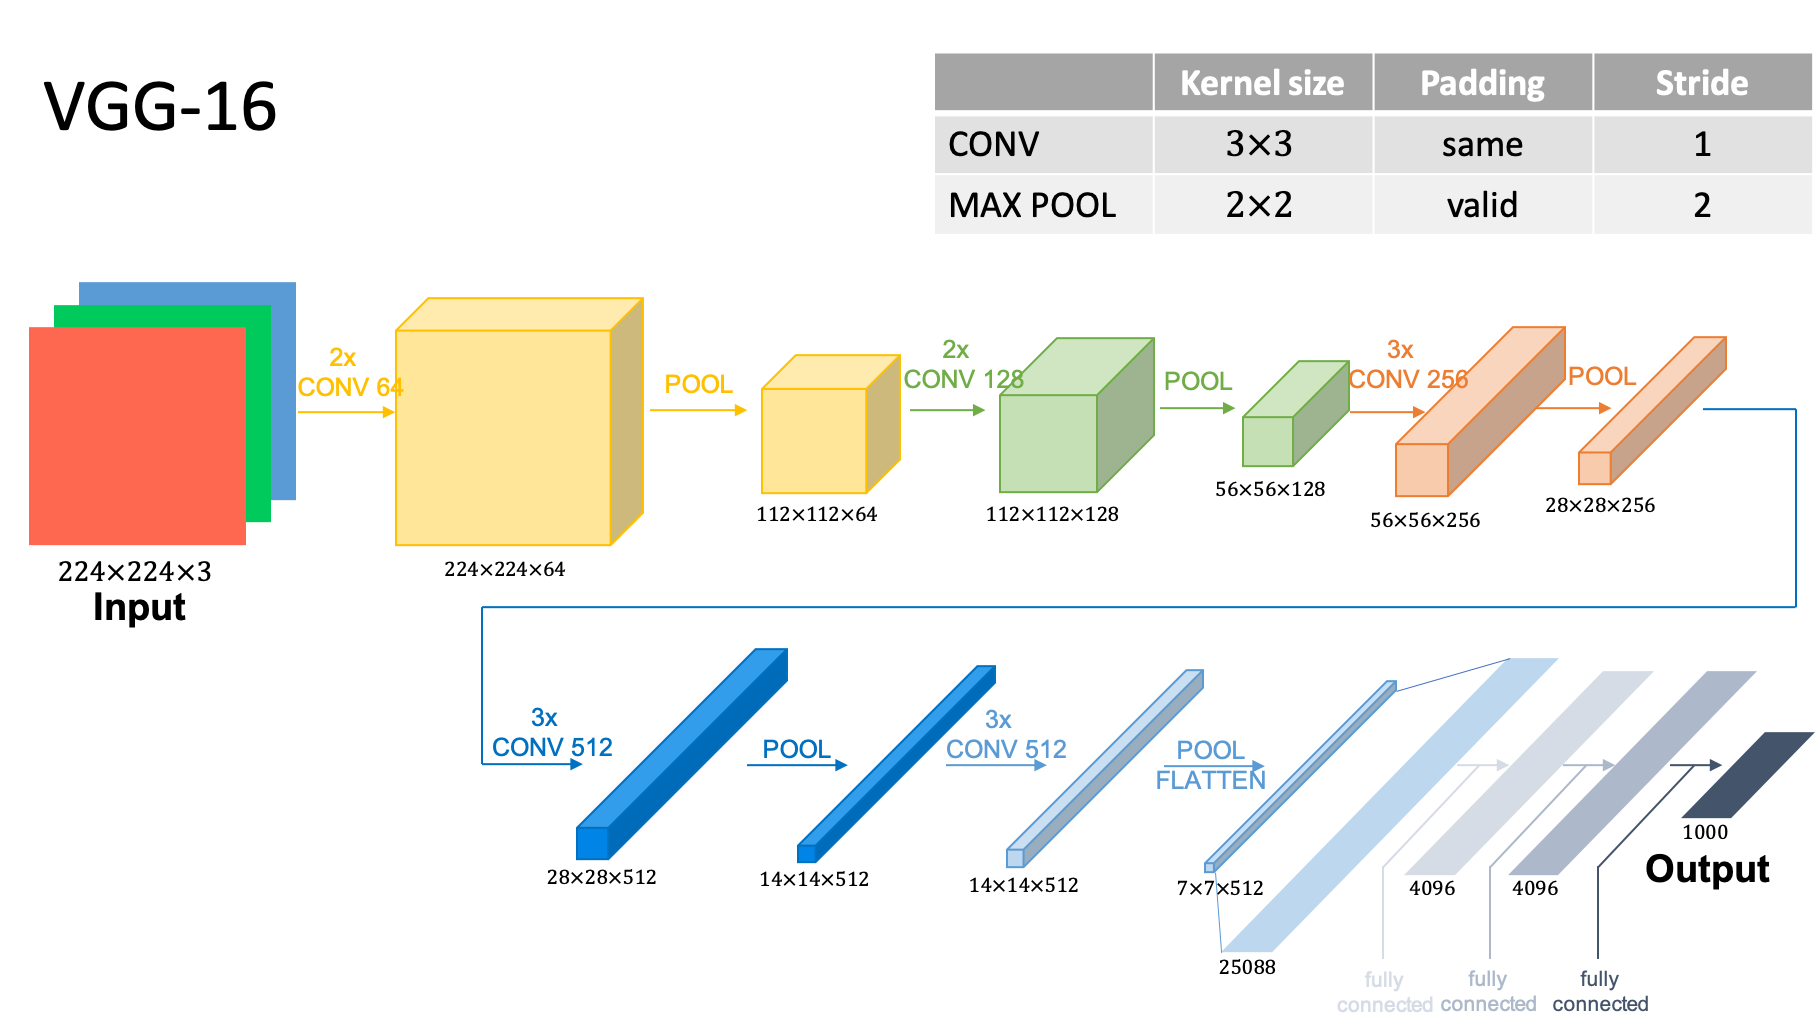 VGG-16
Kernel size Padding Stride
CONV 3×3 same 1
MAX POOL 2×2 valid 2
2x
CONV 64
POOL
2x
CONV 128
POOL
3x
CONV 256
POOL
224×224×3
Input
224×224×64
112×112×64
112×112×128
56×56×128
56×56×256
28×28×256
3x
CONV 512
POOL
3x
CONV 512
POOL
FLATTEN
28×28×512
14×14×512
14×14×512
7×7×512
25088
4096
4096
1000
Output
fully
connected
fully
connected
fully
connected